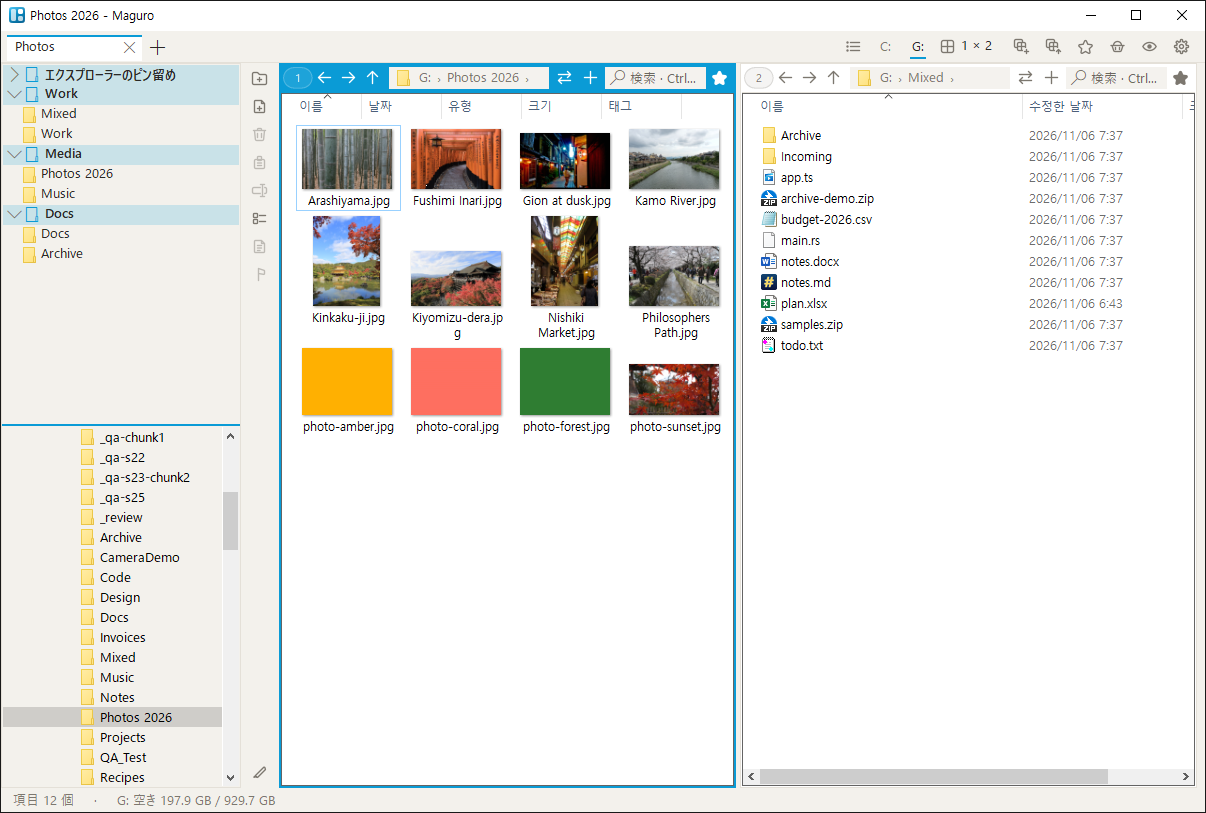 Photos 2026 - Maguro
Photos
C:
G:
1 × 2
エクスプローラーのピン留め
Work
Mixed
Work
Media
Photos 2026
Music
Docs
Docs
Archive
_qa-chunk1
_qa-s22
_qa-s23-chunk2
_qa-s25
_review
Archive
CameraDemo
Code
Design
Docs
Invoices
Mixed
Music
Notes
Photos 2026
Projects
QA_Test
Recipes
1
G: › Photos 2026 ›
検索 · Ctrl...
이름 날짜 유형 크기 태그
Arashiyama.jpg
Fushimi Inari.jpg
Gion at dusk.jpg
Kamo River.jpg
Kinkaku-ji.jpg
Kiyomizu-dera.jp
g
Nishiki
Market.jpg
Philosophers
Path.jpg
photo-amber.jpg
photo-coral.jpg
photo-forest.jpg
photo-sunset.jpg
2
G: › Mixed ›
検索 · Ctrl...
이름 수정한 날짜
Archive 2026/11/06 7:37
Incoming 2026/11/06 7:37
app.ts 2026/11/06 7:37
archive-demo.zip 2026/11/06 7:37
budget-2026.csv 2026/11/06 7:37
main.rs 2026/11/06 7:37
notes.docx 2026/11/06 7:37
notes.md 2026/11/06 7:37
plan.xlsx 2026/11/06 6:43
samples.zip 2026/11/06 7:37
todo.txt 2026/11/06 7:37
項目 12 個 · G: 空き 197.9 GB / 929.7 GB